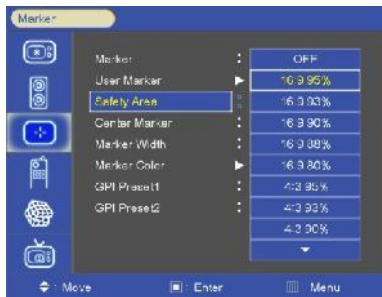 Marker
Marker : OFF
User Marker 16:9 95%
Safety Area : 16:9 93%
Center Marker : 16:9 90%
Marker Width : 16:9 88%
Marker Color 16:9 80%
GPI Preset1 : 4:3 95%
GPI Preset2 : 4:3 93%
4:3 90%
Move Enter Menu